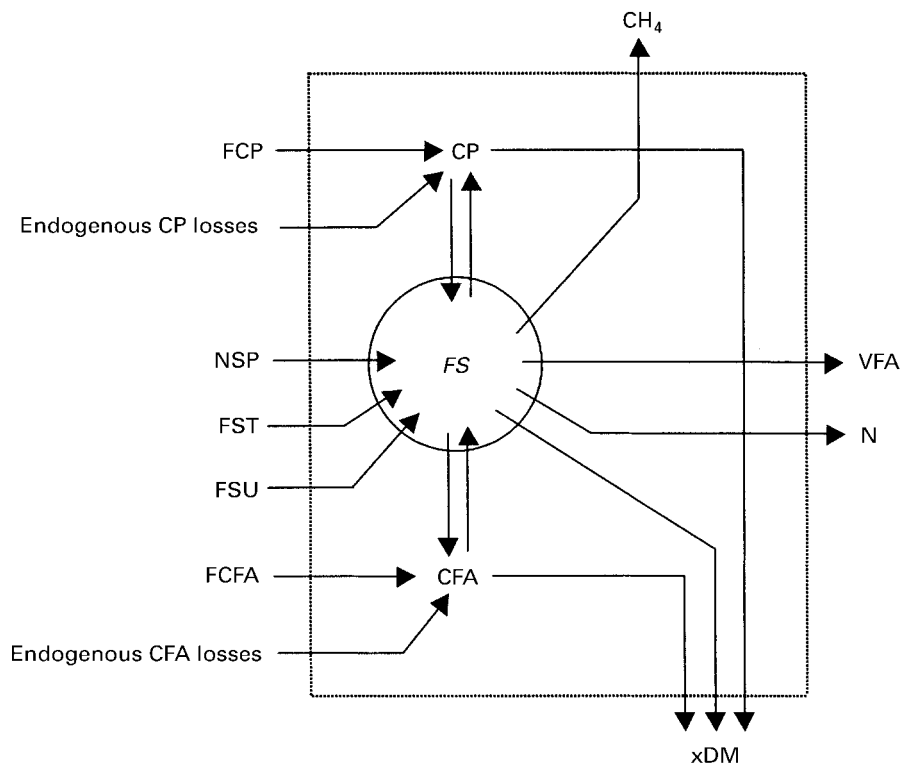 CH₄
FCP
CP
Endogenous CP losses
NSP
FS
VFA
FST
N
FSU
FCFA
CFA
Endogenous CFA losses
xDM